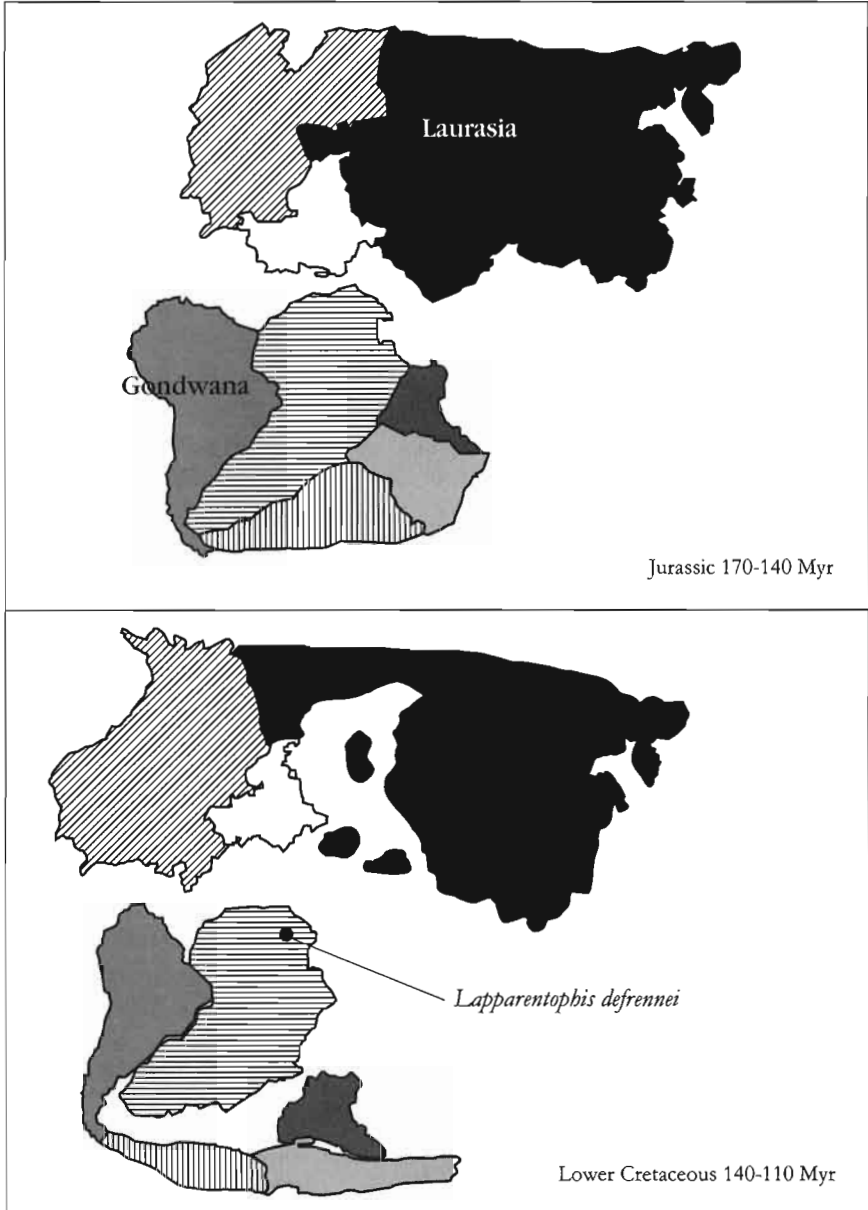 Laurasia
Gondwana
Jurassic 170-140 Myr
Lapparentophis defrennei
Lower Cretaceous 140-110 Myr